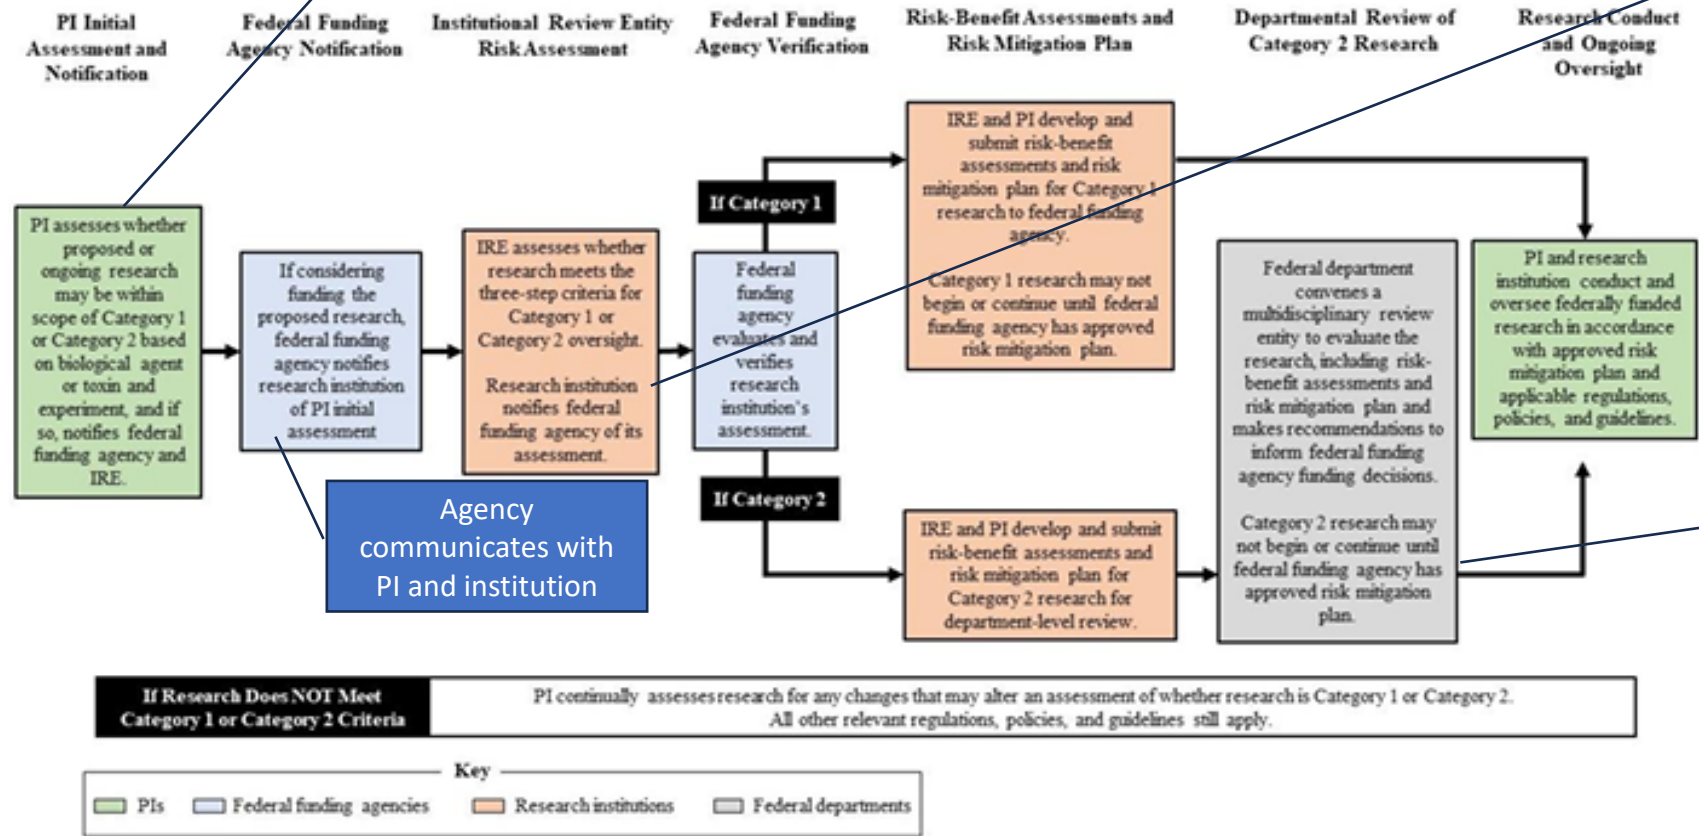 PI Initial
Assessment and
Notification
Federal Funding
Agency Notification
Institutional Review Entity
Risk Assessment
Federal Funding
Agency Verification
Risk-Benefit Assessments and
Risk Mitigation Plan
Departmental Review of
Category 2 Research
Research Conduct
and Ongoing
Oversight
PI assesses whether
proposed or
ongoing research
may be within
scope of Category 1
or Category 2 based
on biological agent
or toxin and
experiment, and if
so, notifies federal
funding agency and
IRE.
If considering
funding the
proposed research,
federal funding
agency notifies
research institution
of PI initial
assessment
Agency
communicates with
PI and institution
IRE assesses whether
research meets the
three-step criteria for
Category 1 or
Category 2 oversight.
Research institution
notifies federal
funding agency of its
assessment.
If Category 1
Federal
funding
agency
evaluates and
verifies
research
institution's
assessment.
If Category 2
IRE and PI develop and
submit risk-benefit
assessments and risk
mitigation plan for Category 1
research to federal funding
agency.
Category 1 research may not
begin or continue until federal
funding agency has approved
risk mitigation plan.
IRE and PI develop and submit
risk-benefit assessments and
risk mitigation plan for
Category 2 research for
department-level review.
Federal department
convenes a
multidisciplinary review
entity to evaluate the
research, including risk-
benefit assessments and
risk mitigation plan and
makes recommendations to
inform federal funding
agency funding decisions.
Category 2 research may
not begin or continue until
federal funding agency has
approved risk mitigation
plan.
PI and research
institution conduct and
oversee federally funded
research in accordance
with approved risk
mitigation plan and
applicable regulations,
policies, and guidelines.
If Research Does NOT Meet
Category 1 or Category 2 Criteria
PI continually assesses research for any changes that may alter an assessment of whether research is Category 1 or Category 2.
All other relevant regulations, policies, and guidelines still apply.
Key
PIs
Federal funding agencies
Research institutions
Federal departments